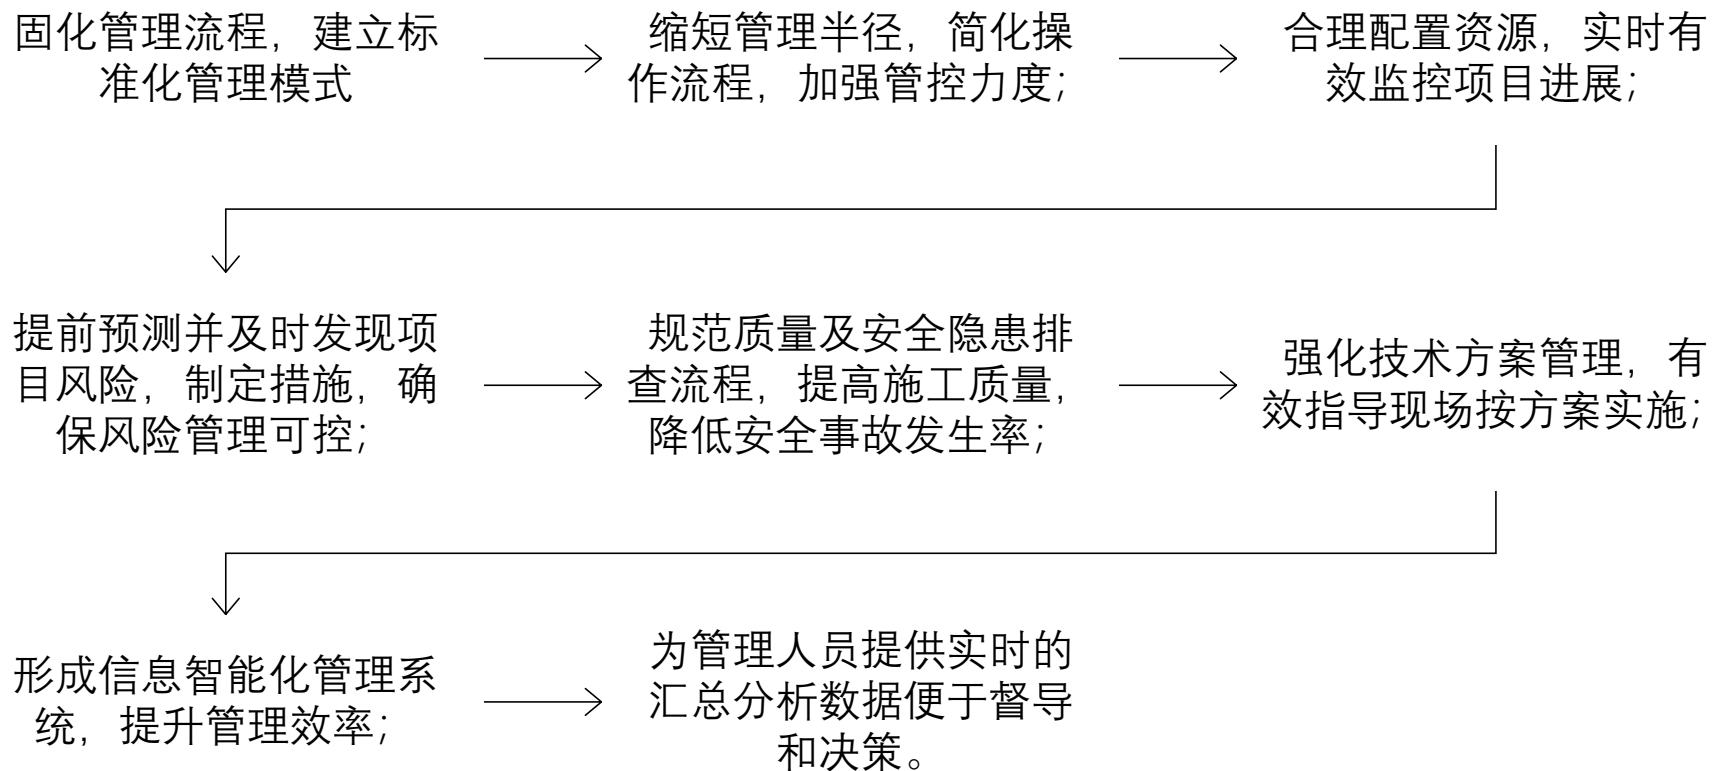 固化管理流程，建立标
准化管理模式
缩短管理半径，简化操
作流程，加强管控力度；
合理配置资源，实时有
效监控项目进展；
提前预测并及时发现项
目风险，制定措施，确
保风险管理可控；
规范质量及安全隐患排
查流程，提高施工质量，
降低安全事故发生率；
强化技术方案管理，有
效指导现场按方案实施；
形成信息智能化管理系
统，提升管理效率；
为管理人员提供实时的
汇总分析数据便于督导
和决策。